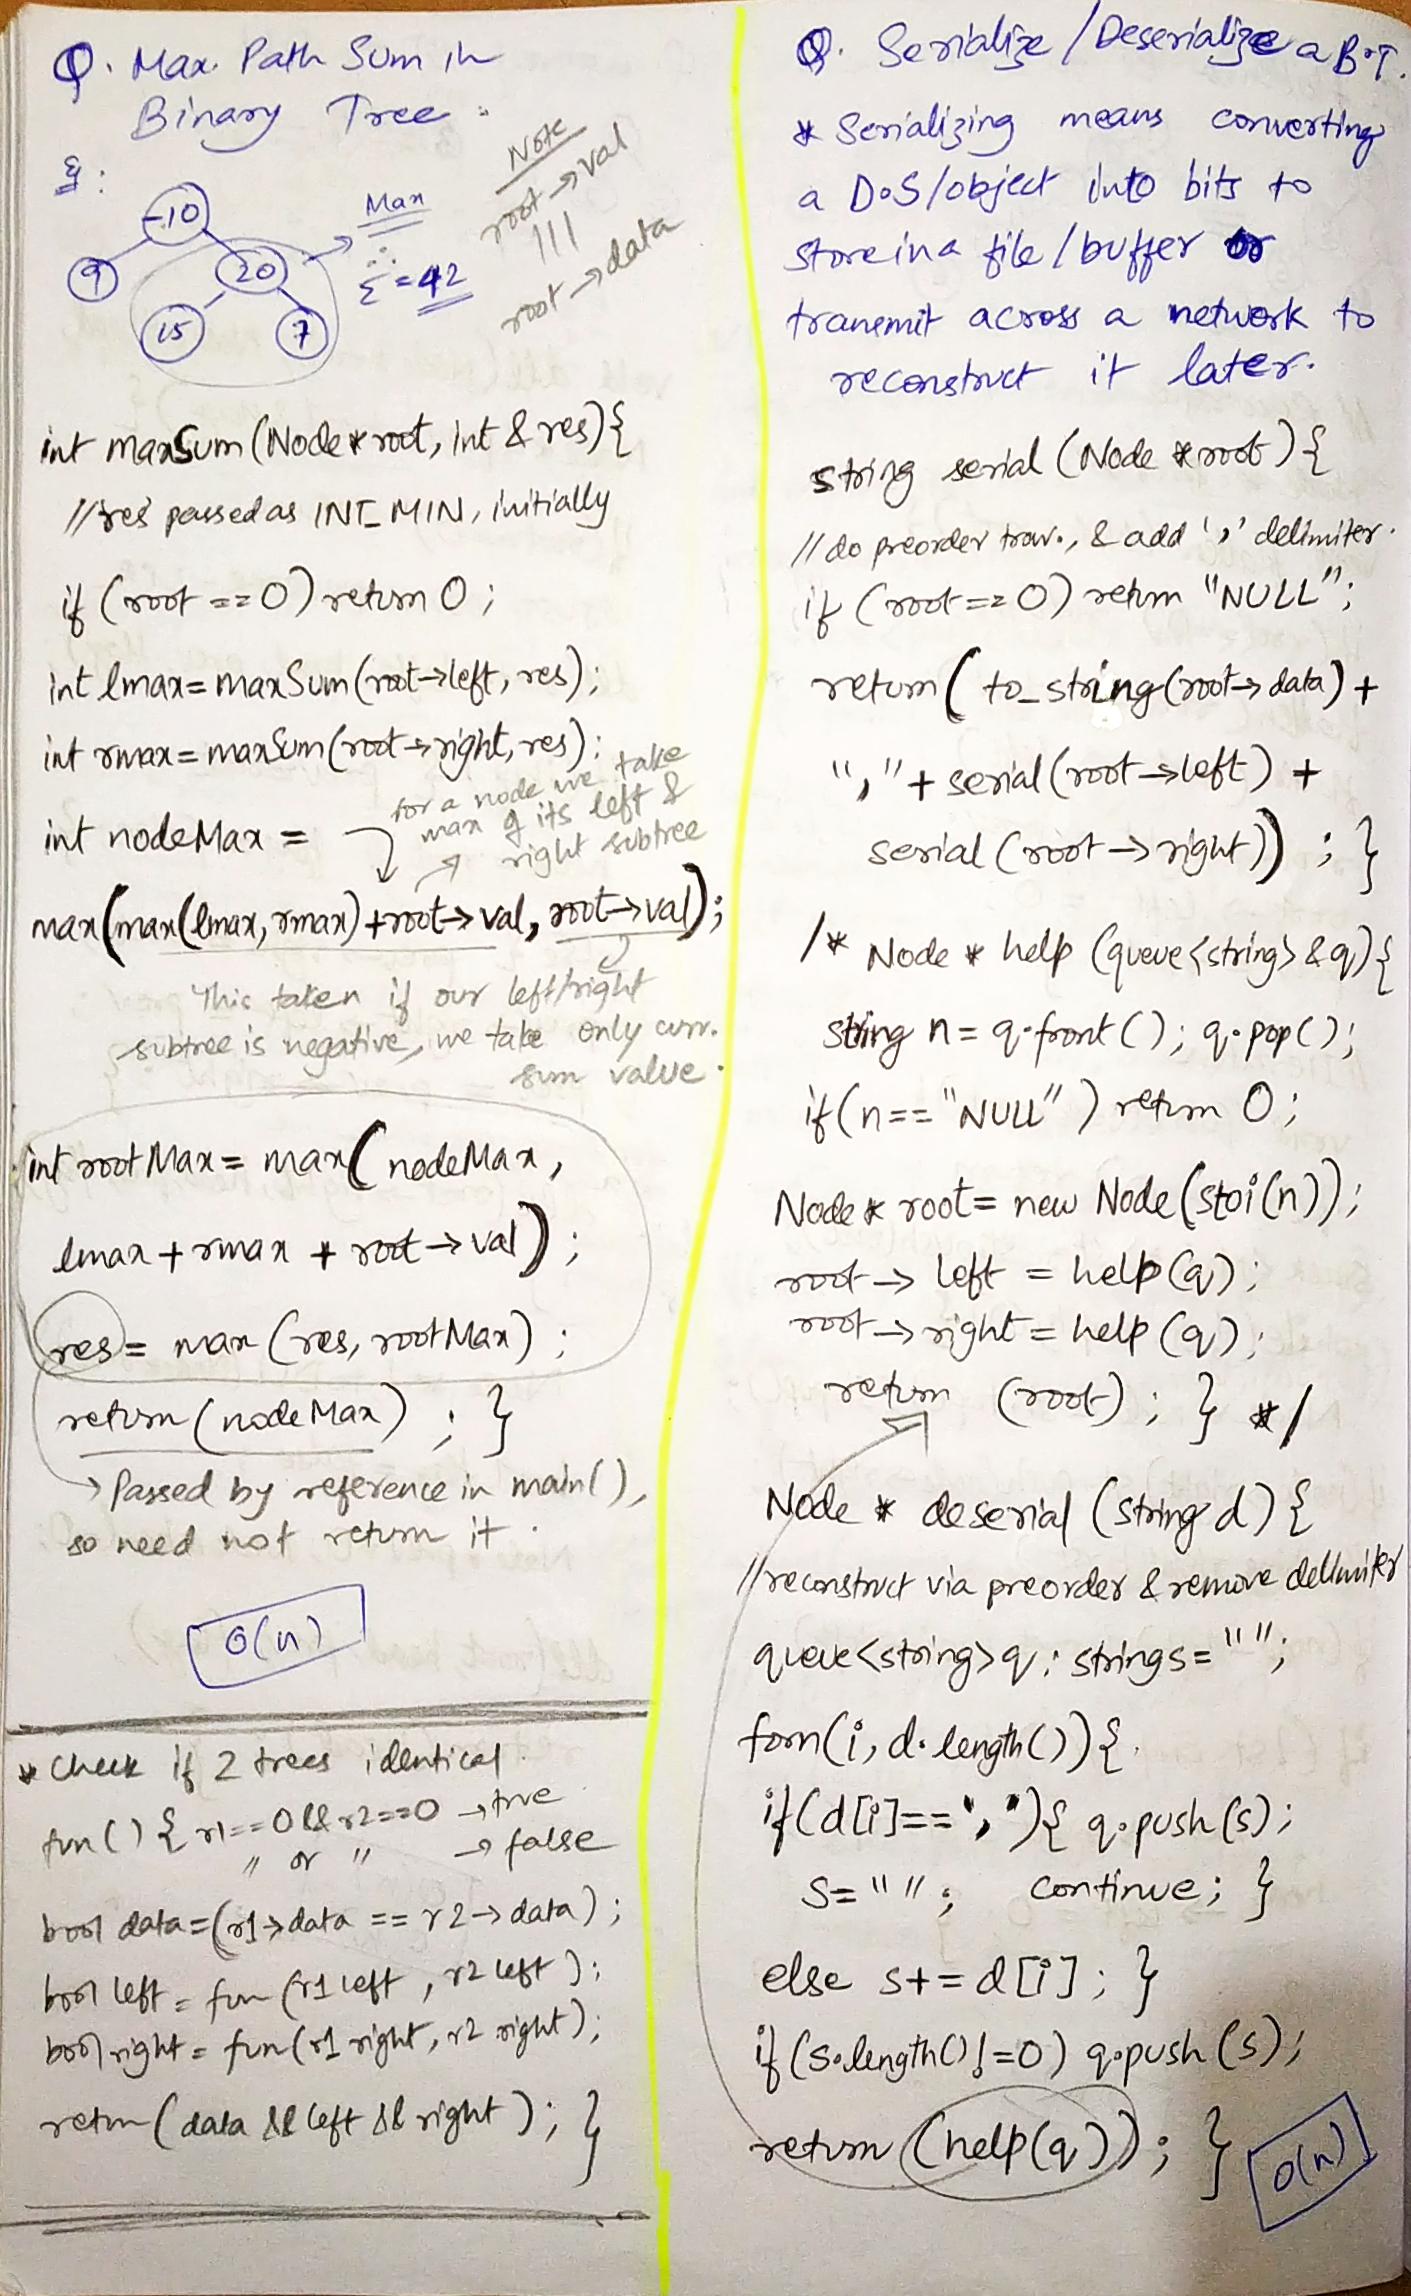 Q. Max Path Sum in
Binary Tree :
Eg :
-10
9
20
15
7
Max
∴
Σ = 42
Note
root → val
|||
root → data
int maxSum (Node * root, int & res) {
// 'res' passed as INT_MIN, initially
if (root == 0) return 0 ;
int lmax = maxSum (root → left, res) ;
int rmax = maxSum (root → right, res) ;
for a node we take
max of its left &
right subtree
int nodeMax =
max (max (lmax, rmax) + root → val, root → val) ;
This taken if our left/right
subtree is negative, we take only curr.
sum value.
int rootMax = max ( nodeMax ,
lmax + rmax + root → val ) ;
res = max (res, rootMax) ;
return (nodeMax) ; }
→ Passed by reference in main(),
so need not return it .
O(n)
* Check if 2 trees identical
fun ( ) { r1==0 && r2==0 → true
" or " → false
bool data = (r1 → data == r2 → data) ;
bool left = fun (r1 left , r2 left ) ;
bool right = fun (r1 right, r2 right) ;
return ( data && left && right ) ; }
Q. Serialize / Deserialize a B.T.
* Serializing means converting
a D.S / object into bits to
store in a file / buffer or
transmit across a network to
reconstruct it later.
string serial (Node * root ) {
// do preorder trav., & add ',' delimiter.
if (root == 0) return "NULL" ;
return ( to_string (root → data) +
"," + serial (root → left ) +
serial (root → right)) ; }
/* Node * help (queue<string> & q) {
string n = q.front ( ) ; q.pop ( ) ;
if (n == "NULL" ) return 0 ;
Node * root = new Node (stoi (n)) ;
root → left = help (q) ;
root → right = help (q) ;
return (root) ; } */
Node * deserial (string d) {
// reconstruct via preorder & remove delimiter
queue <string> q ; string s = "" ;
forn (i, d.length ( )) {
if (d[i] == ',') { q.push (s) ;
s = "" ; continue ; }
else s += d [i] ; }
if (s.length() != 0) q.push (s) ;
return (help (q)) ; }
O(n)